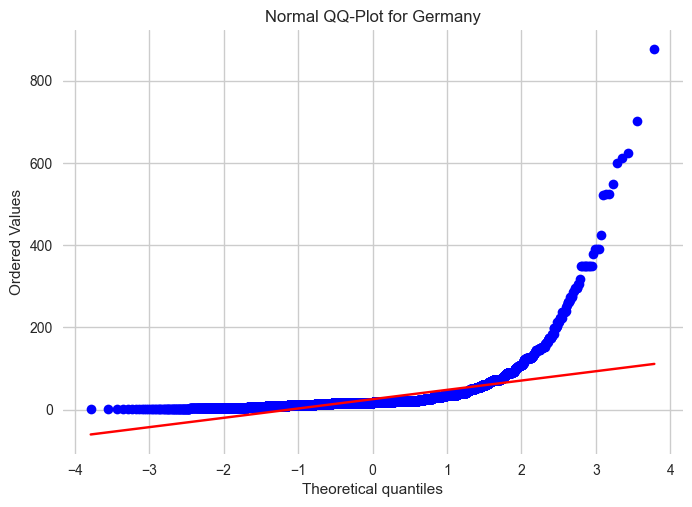 Normal QQ-Plot for Germany
800
600
400
200
0
Ordered Values
−4 −3 −2 −1 0 1 2 3 4
Theoretical quantiles